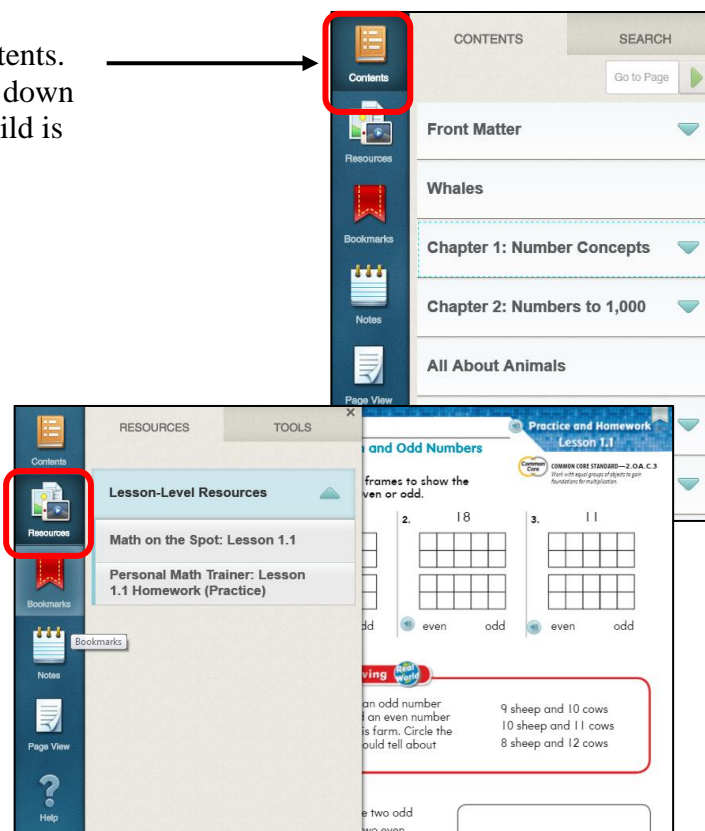 tents.
down
ild is
Contents
Resources
Bookmarks
Notes
Page View
CONTENTS
SEARCH
Go to Page
Front Matter
Whales
Chapter 1: Number Concepts
Chapter 2: Numbers to 1,000
All About Animals
Contents
Resources
Bookmarks
Bookmarks
Notes
Page View
Help
RESOURCES
TOOLS
×
Lesson-Level Resources
Math on the Spot: Lesson 1.1
Personal Math Trainer: Lesson
1.1 Homework (Practice)
Practice and Homework
Lesson 1.1
and Odd Numbers
Common Core
COMMON CORE STANDARD—2.OA.C.3
Work with equal groups of objects to gain
foundations for multiplication.
frames to show the
ven or odd.
2. 18
3. 11
dd
even odd
even odd
ving
Real World
an odd number
an even number
is farm. Circle the
ould tell about
9 sheep and 10 cows
10 sheep and 11 cows
8 sheep and 12 cows
e two odd